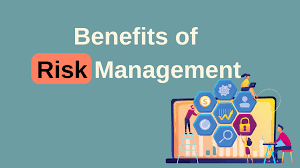 Benefits of
Risk Management